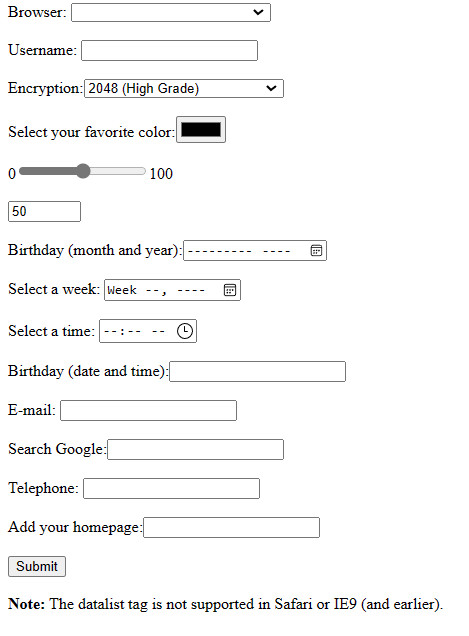 Browser:
Username:
Encryption: 2048 (High Grade)
Select your favorite color:
0 100
50
Birthday (month and year): --------- ----
Select a week: Week --, ----
Select a time: --:-- --
Birthday (date and time):
E-mail:
Search Google:
Telephone:
Add your homepage:
Submit
Note: The datalist tag is not supported in Safari or IE9 (and earlier).